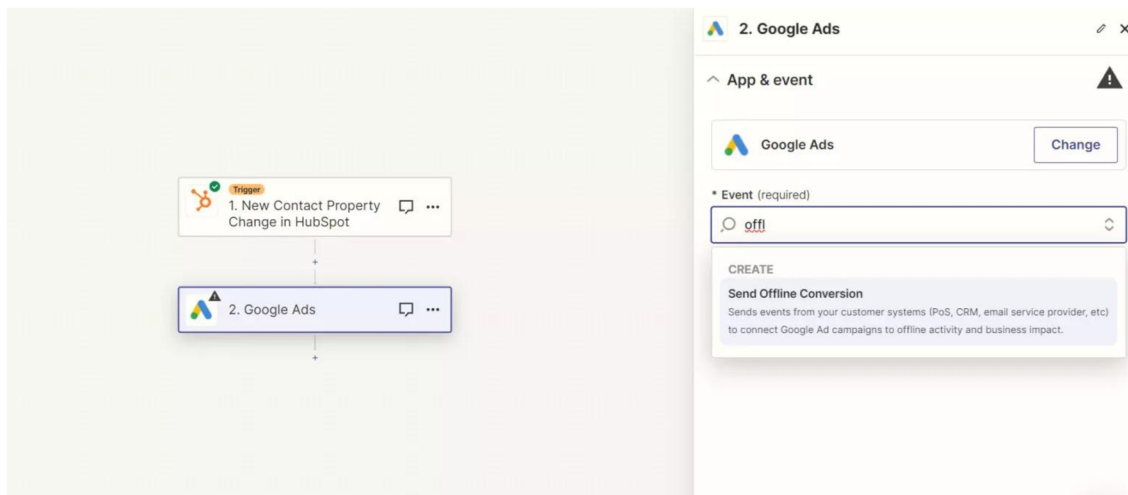 2. Google Ads
App & event
Google Ads
Change
* Event (required)
offl
CREATE
Send Offline Conversion
Sends events from your customer systems (PoS, CRM, email service provider, etc)
to connect Google Ad campaigns to offline activity and business impact.
Trigger
1. New Contact Property
Change in HubSpot
2. Google Ads